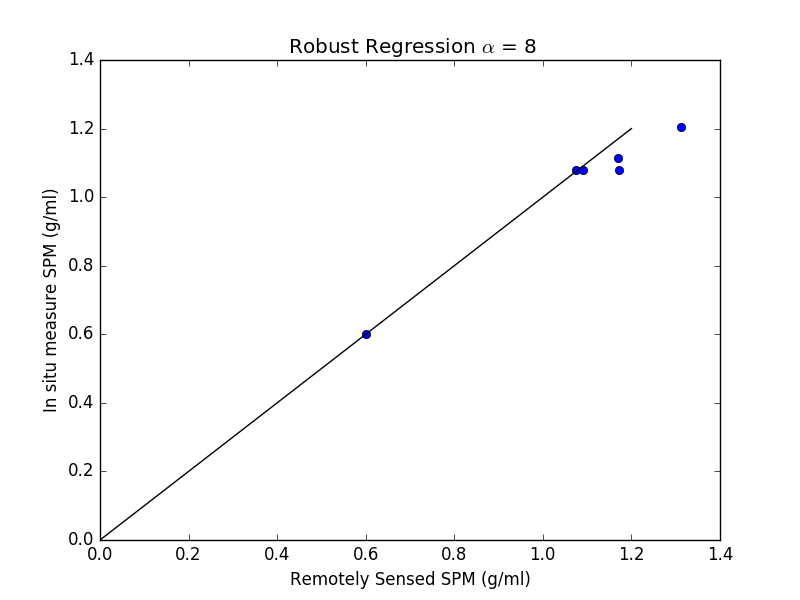 Robust Regression α = 8
1.4
1.2
1.0
0.8
0.6
0.4
0.2
0.0
In situ measure SPM (g/ml)
0.0 0.2 0.4 0.6 0.8 1.0 1.2 1.4
Remotely Sensed SPM (g/ml)